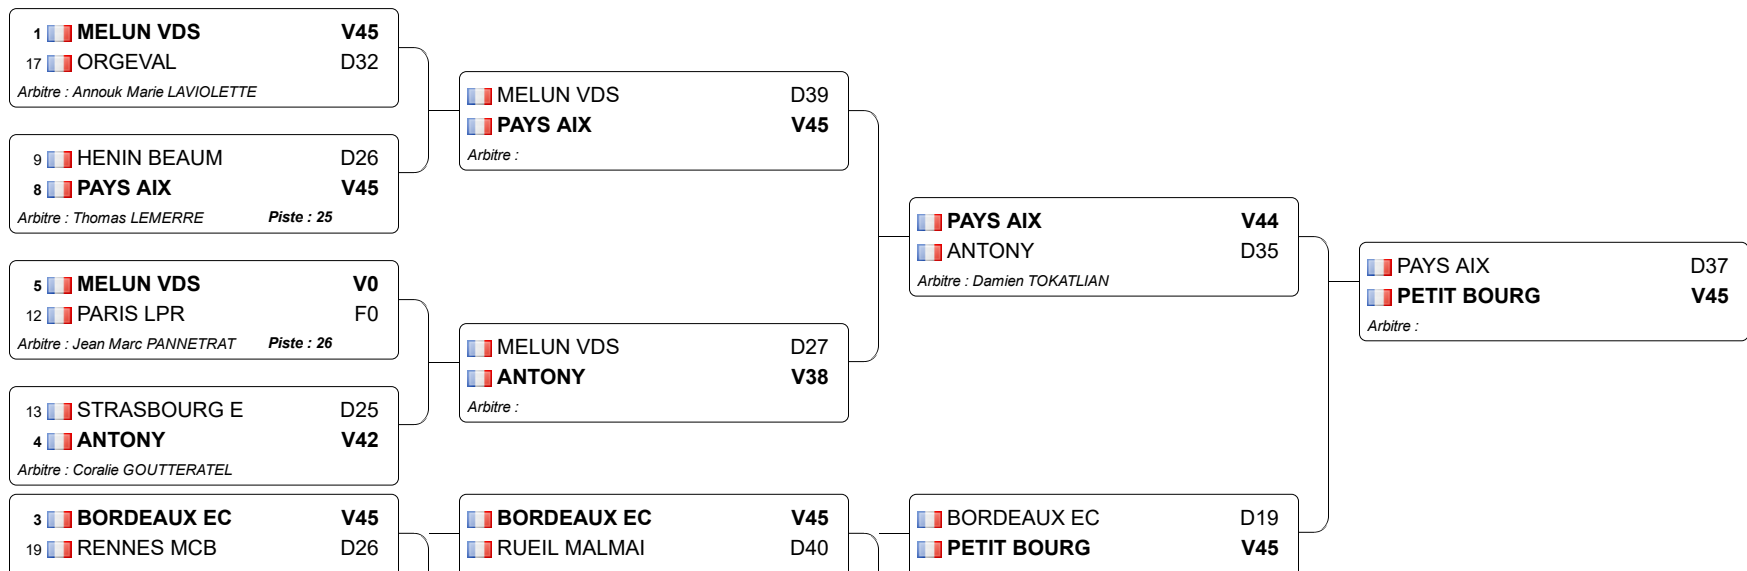 1 MELUN VDS V45
17 ORGEVAL D32
Arbitre : Annouk Marie LAVIOLETTE
9 HENIN BEAUM D26
8 PAYS AIX V45
Arbitre : Thomas LEMERRE Piste : 25
5 MELUN VDS V0
12 PARIS LPR F0
Arbitre : Jean Marc PANNETRAT Piste : 26
13 STRASBOURG E D25
4 ANTONY V42
Arbitre : Coralie GOUTTERATEL
3 BORDEAUX EC V45
19 RENNES MCB D26
MELUN VDS D39
PAYS AIX V45
Arbitre :
MELUN VDS D27
ANTONY V38
Arbitre :
BORDEAUX EC V45
RUEIL MALMAI D40
PAYS AIX V44
ANTONY D35
Arbitre : Damien TOKATLIAN
BORDEAUX EC D19
PETIT BOURG V45
PAYS AIX D37
PETIT BOURG V45
Arbitre :